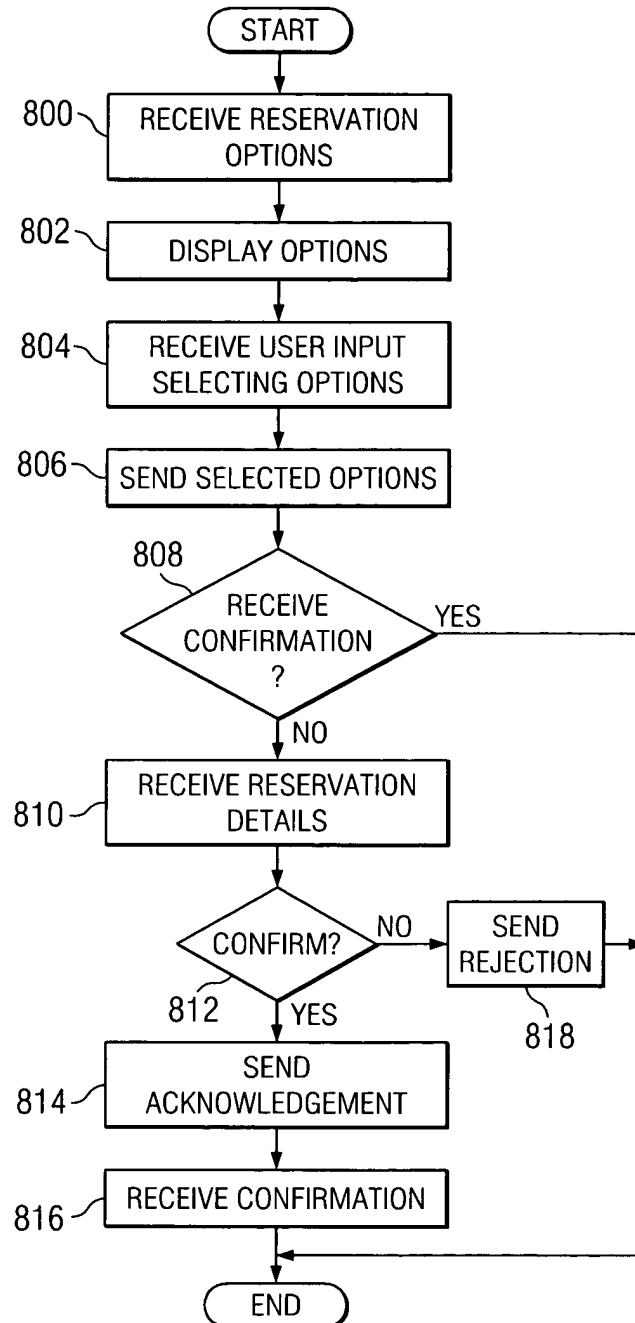 START
800
RECEIVE RESERVATION
OPTIONS
802
DISPLAY OPTIONS
804
RECEIVE USER INPUT
SELECTING OPTIONS
806
SEND SELECTED OPTIONS
808
RECEIVE
CONFIRMATION
?
YES
NO
810
RECEIVE RESERVATION
DETAILS
CONFIRM?
812
NO
SEND
REJECTION
818
YES
814
SEND
ACKNOWLEDGEMENT
816
RECEIVE CONFIRMATION
END